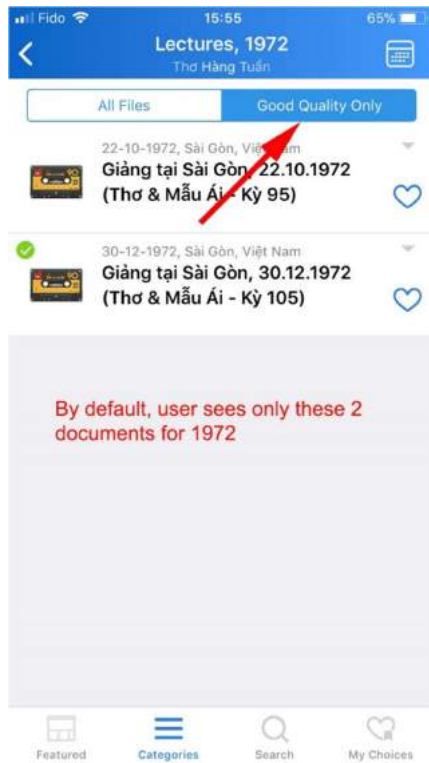 Fido 15:55 65%
Lectures, 1972
Thơ Hàng Tuần
All Files Good Quality Only
22-10-1972, Sài Gòn, Việt Nam
Giảng tại Sài Gòn, 22.10.1972
(Thơ & Mẫu Ái - Kỳ 95)
30-12-1972, Sài Gòn, Việt Nam
Giảng tại Sài Gòn, 30.12.1972
(Thơ & Mẫu Ái - Kỳ 105)
By default, user sees only these 2
documents for 1972
Featured Categories Search My Choices